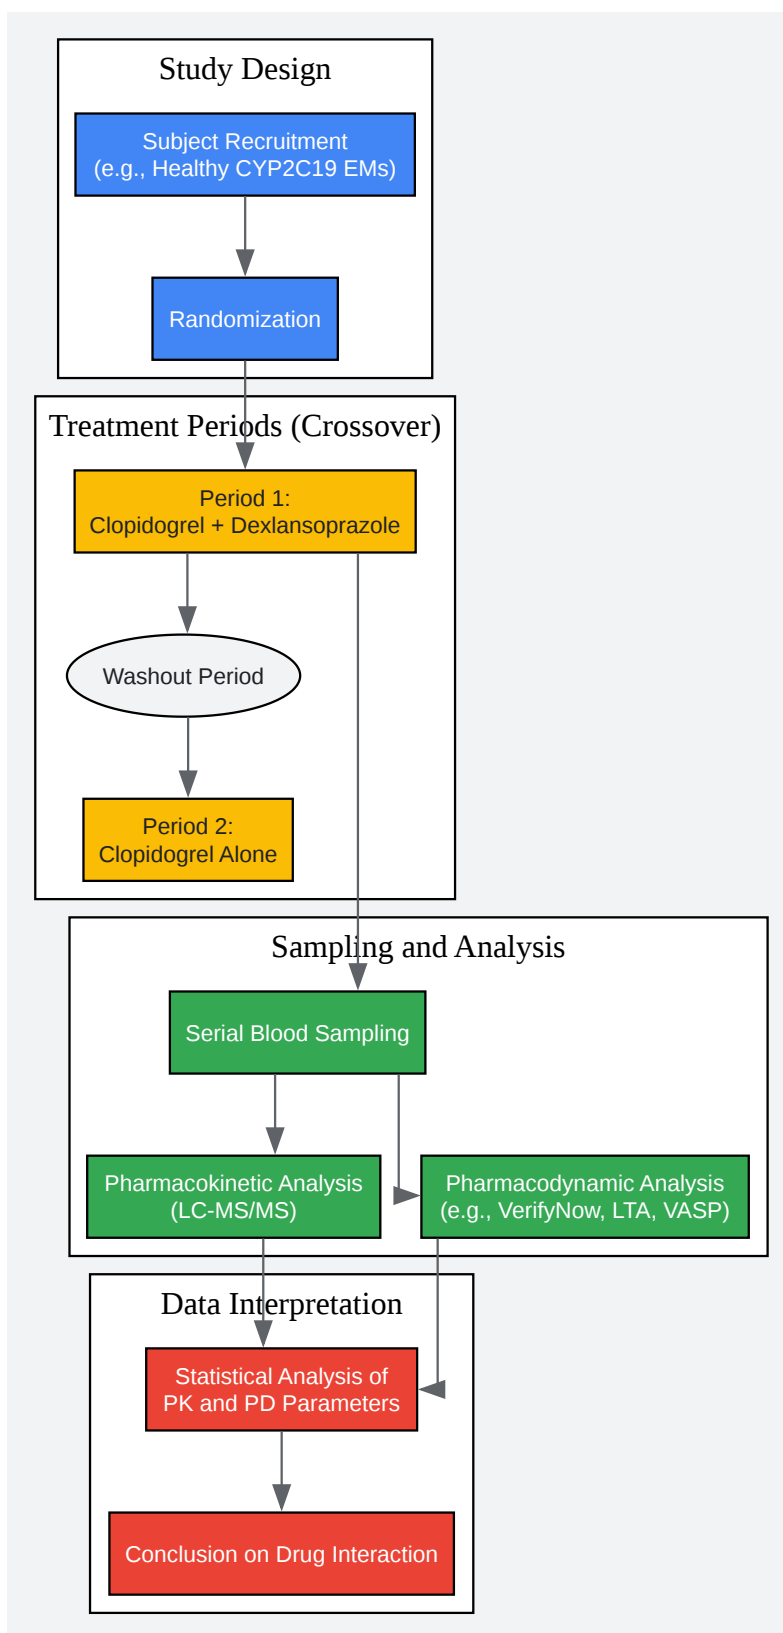 Study Design
Subject Recruitment
(e.g., Healthy CYP2C19 EMs)
Randomization
Treatment Periods (Crossover)
Period 1:
Clopidogrel + Dexlansoprazole
Washout Period
Period 2:
Clopidogrel Alone
Sampling and Analysis
Serial Blood Sampling
Pharmacokinetic Analysis
(LC-MS/MS)
Pharmacodynamic Analysis
(e.g., VerifyNow, LTA, VASP)
Data Interpretation
Statistical Analysis of
PK and PD Parameters
Conclusion on Drug Interaction